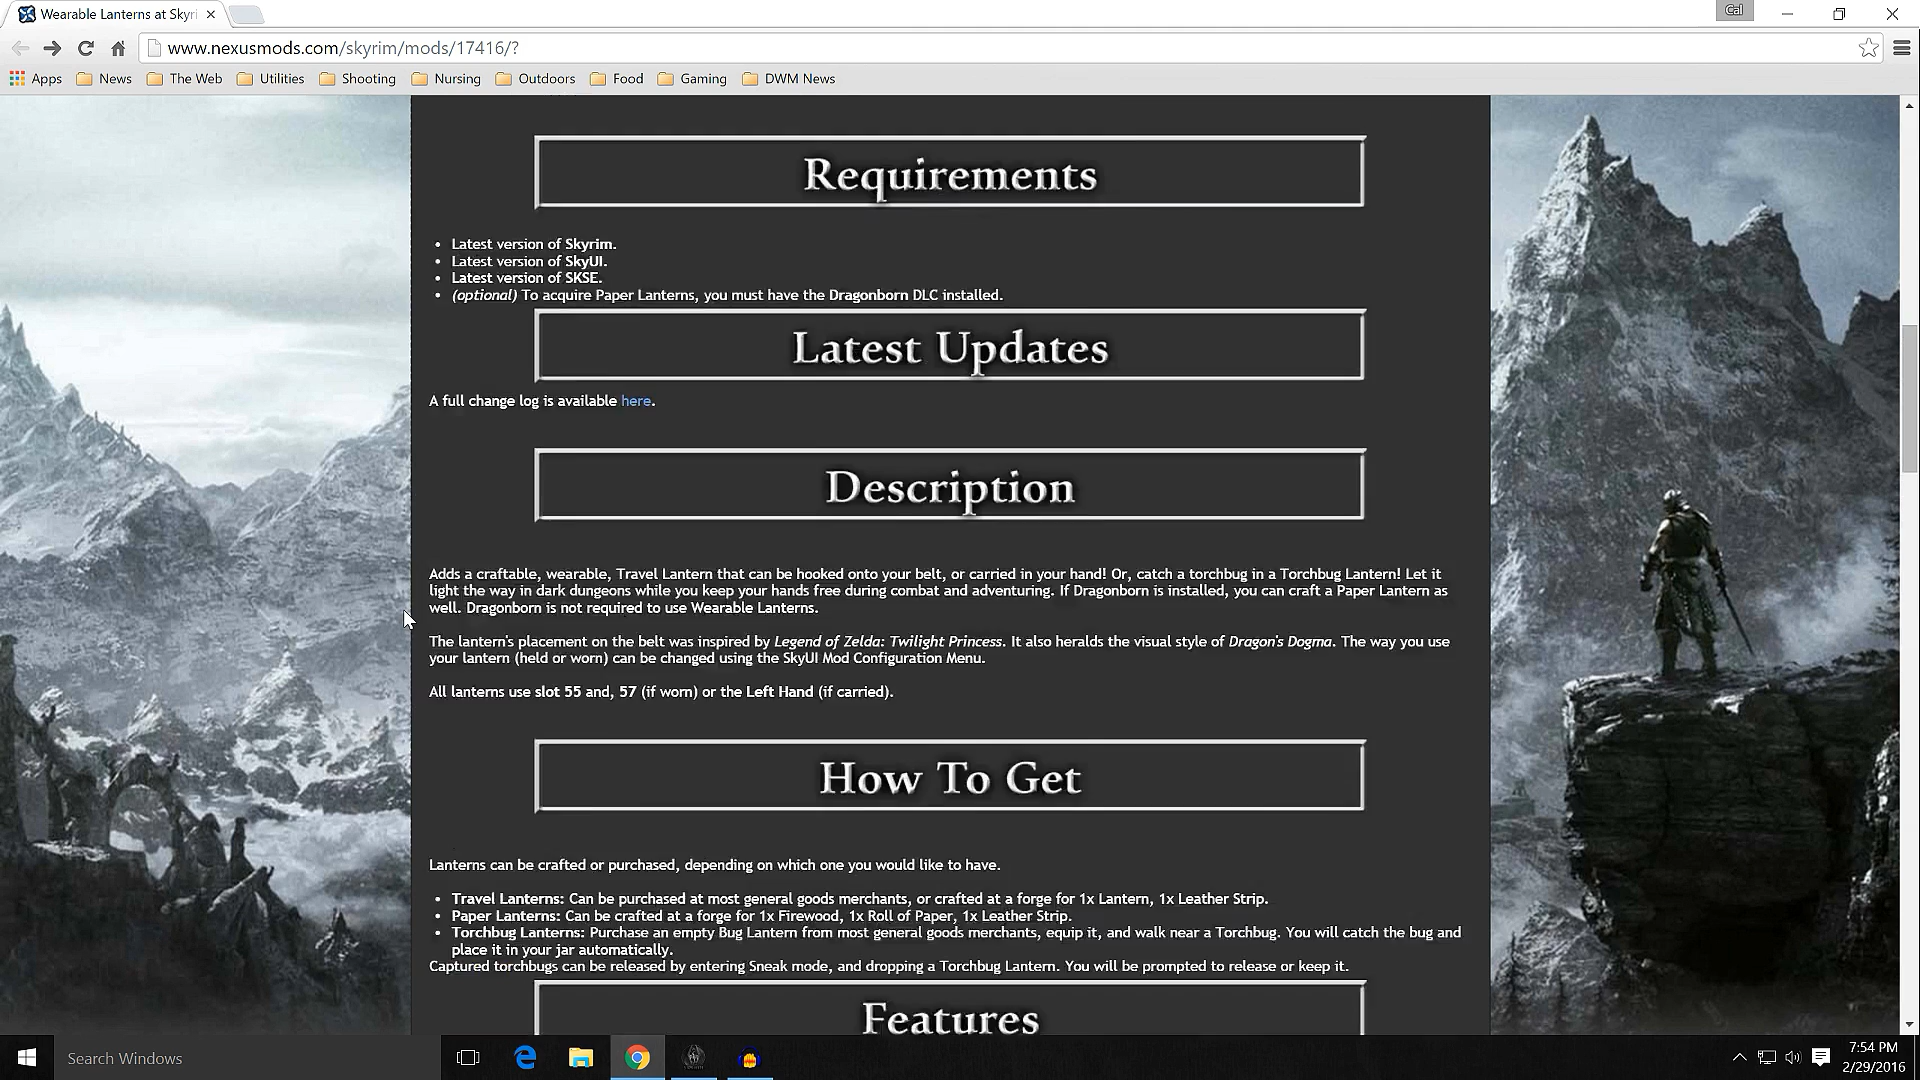 Wearable Lanterns at Skyri
Cal
www.nexusmods.com/skyrim/mods/17416/?
Apps News The Web Utilities Shooting Nursing Outdoors Food Gaming DWM News
Requirements
• Latest version of Skyrim.
• Latest version of SkyUI.
• Latest version of SKSE.
• (optional) To acquire Paper Lanterns, you must have the Dragonborn DLC installed.
Latest Updates
A full change log is available here.
Description
Adds a craftable, wearable, Travel Lantern that can be hooked onto your belt, or carried in your hand! Or, catch a torchbug in a Torchbug Lantern! Let it
light the way in dark dungeons while you keep your hands free during combat and adventuring. If Dragonborn is installed, you can craft a Paper Lantern as
well. Dragonborn is not required to use Wearable Lanterns.
The lantern's placement on the belt was inspired by Legend of Zelda: Twilight Princess. It also heralds the visual style of Dragon's Dogma. The way you use
your lantern (held or worn) can be changed using the SkyUI Mod Configuration Menu.
All lanterns use slot 55 and, 57 (if worn) or the Left Hand (if carried).
How To Get
Lanterns can be crafted or purchased, depending on which one you would like to have.
• Travel Lanterns: Can be purchased at most general goods merchants, or crafted at a forge for 1x Lantern, 1x Leather Strip.
• Paper Lanterns: Can be crafted at a forge for 1x Firewood, 1x Roll of Paper, 1x Leather Strip.
• Torchbug Lanterns: Purchase an empty Bug Lantern from most general goods merchants, equip it, and walk near a Torchbug. You will catch the bug and
place it in your jar automatically.
Captured torchbugs can be released by entering Sneak mode, and dropping a Torchbug Lantern. You will be prompted to release or keep it.
Features
Search Windows
7:54 PM
2/29/2016